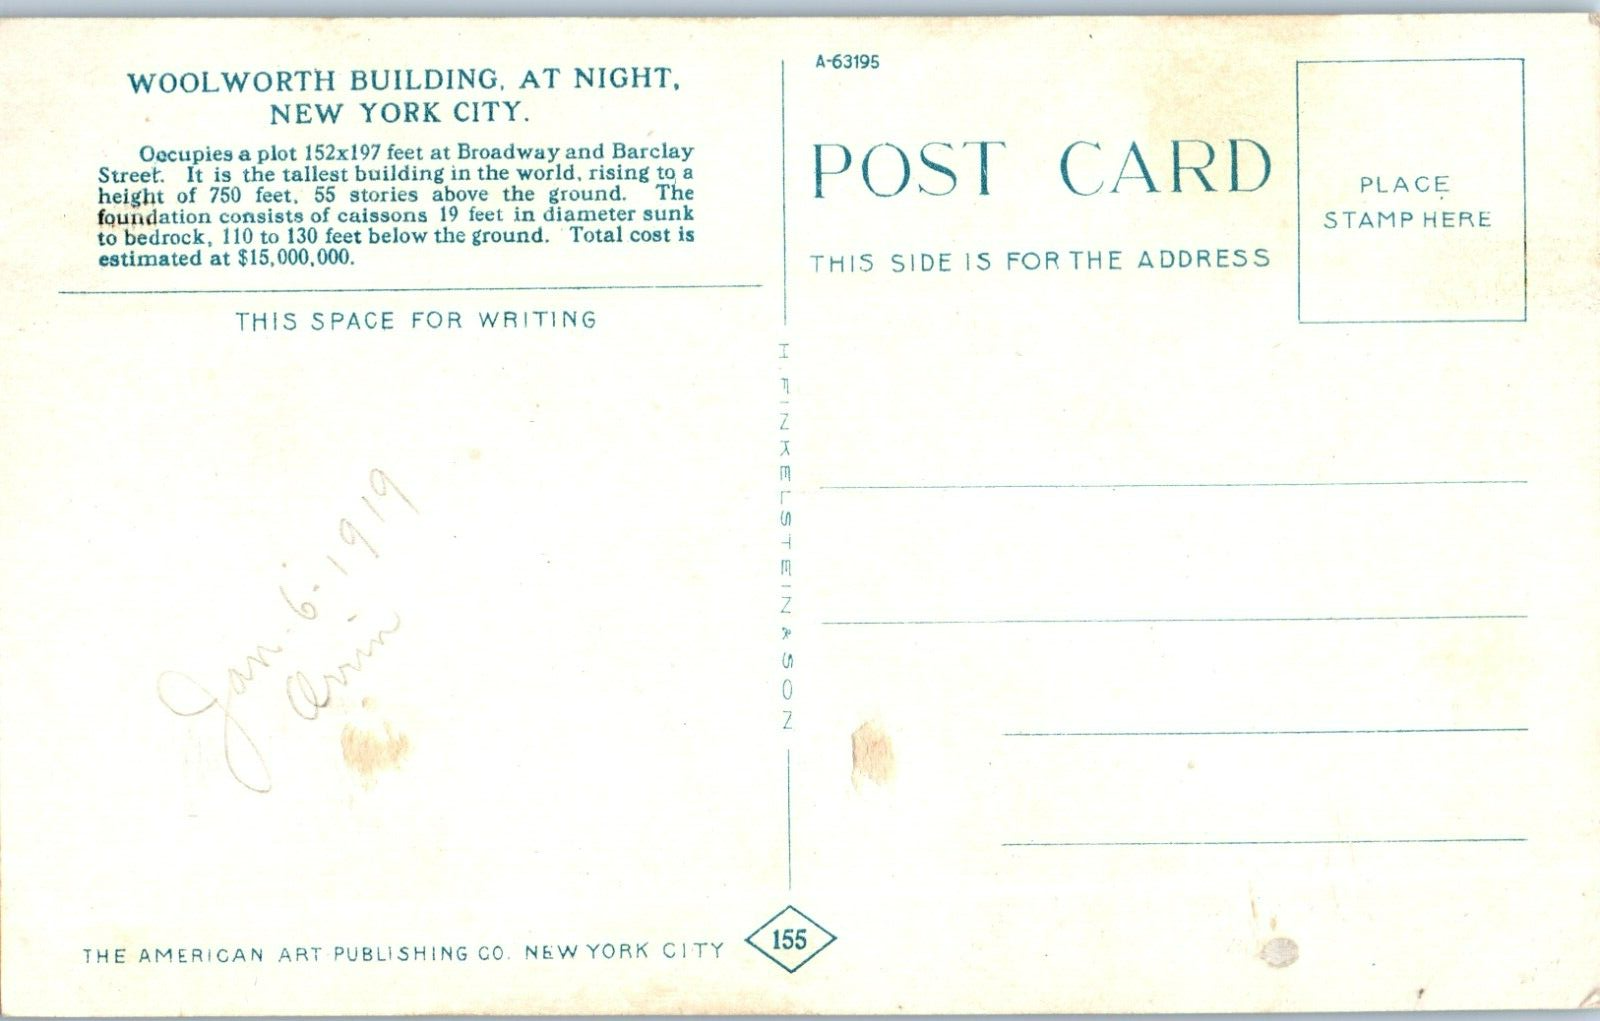 WOOLWORTH BUILDING, AT NIGHT,
NEW YORK CITY.
Occupies a plot 152x197 feet at Broadway and Barclay
Street. It is the tallest building in the world, rising to a
height of 750 feet, 55 stories above the ground. The
foundation consists of caissons 19 feet in diameter sunk
to bedrock, 110 to 130 feet below the ground. Total cost is
estimated at $15,000,000.
THIS SPACE FOR WRITING
Jan. 6. 1919
THE AMERICAN ART PUBLISHING CO. NEW YORK CITY
H. FINKELSTEIN & SON
155
A-63195
POST CARD
THIS SIDE IS FOR THE ADDRESS
PLACE
STAMP HERE